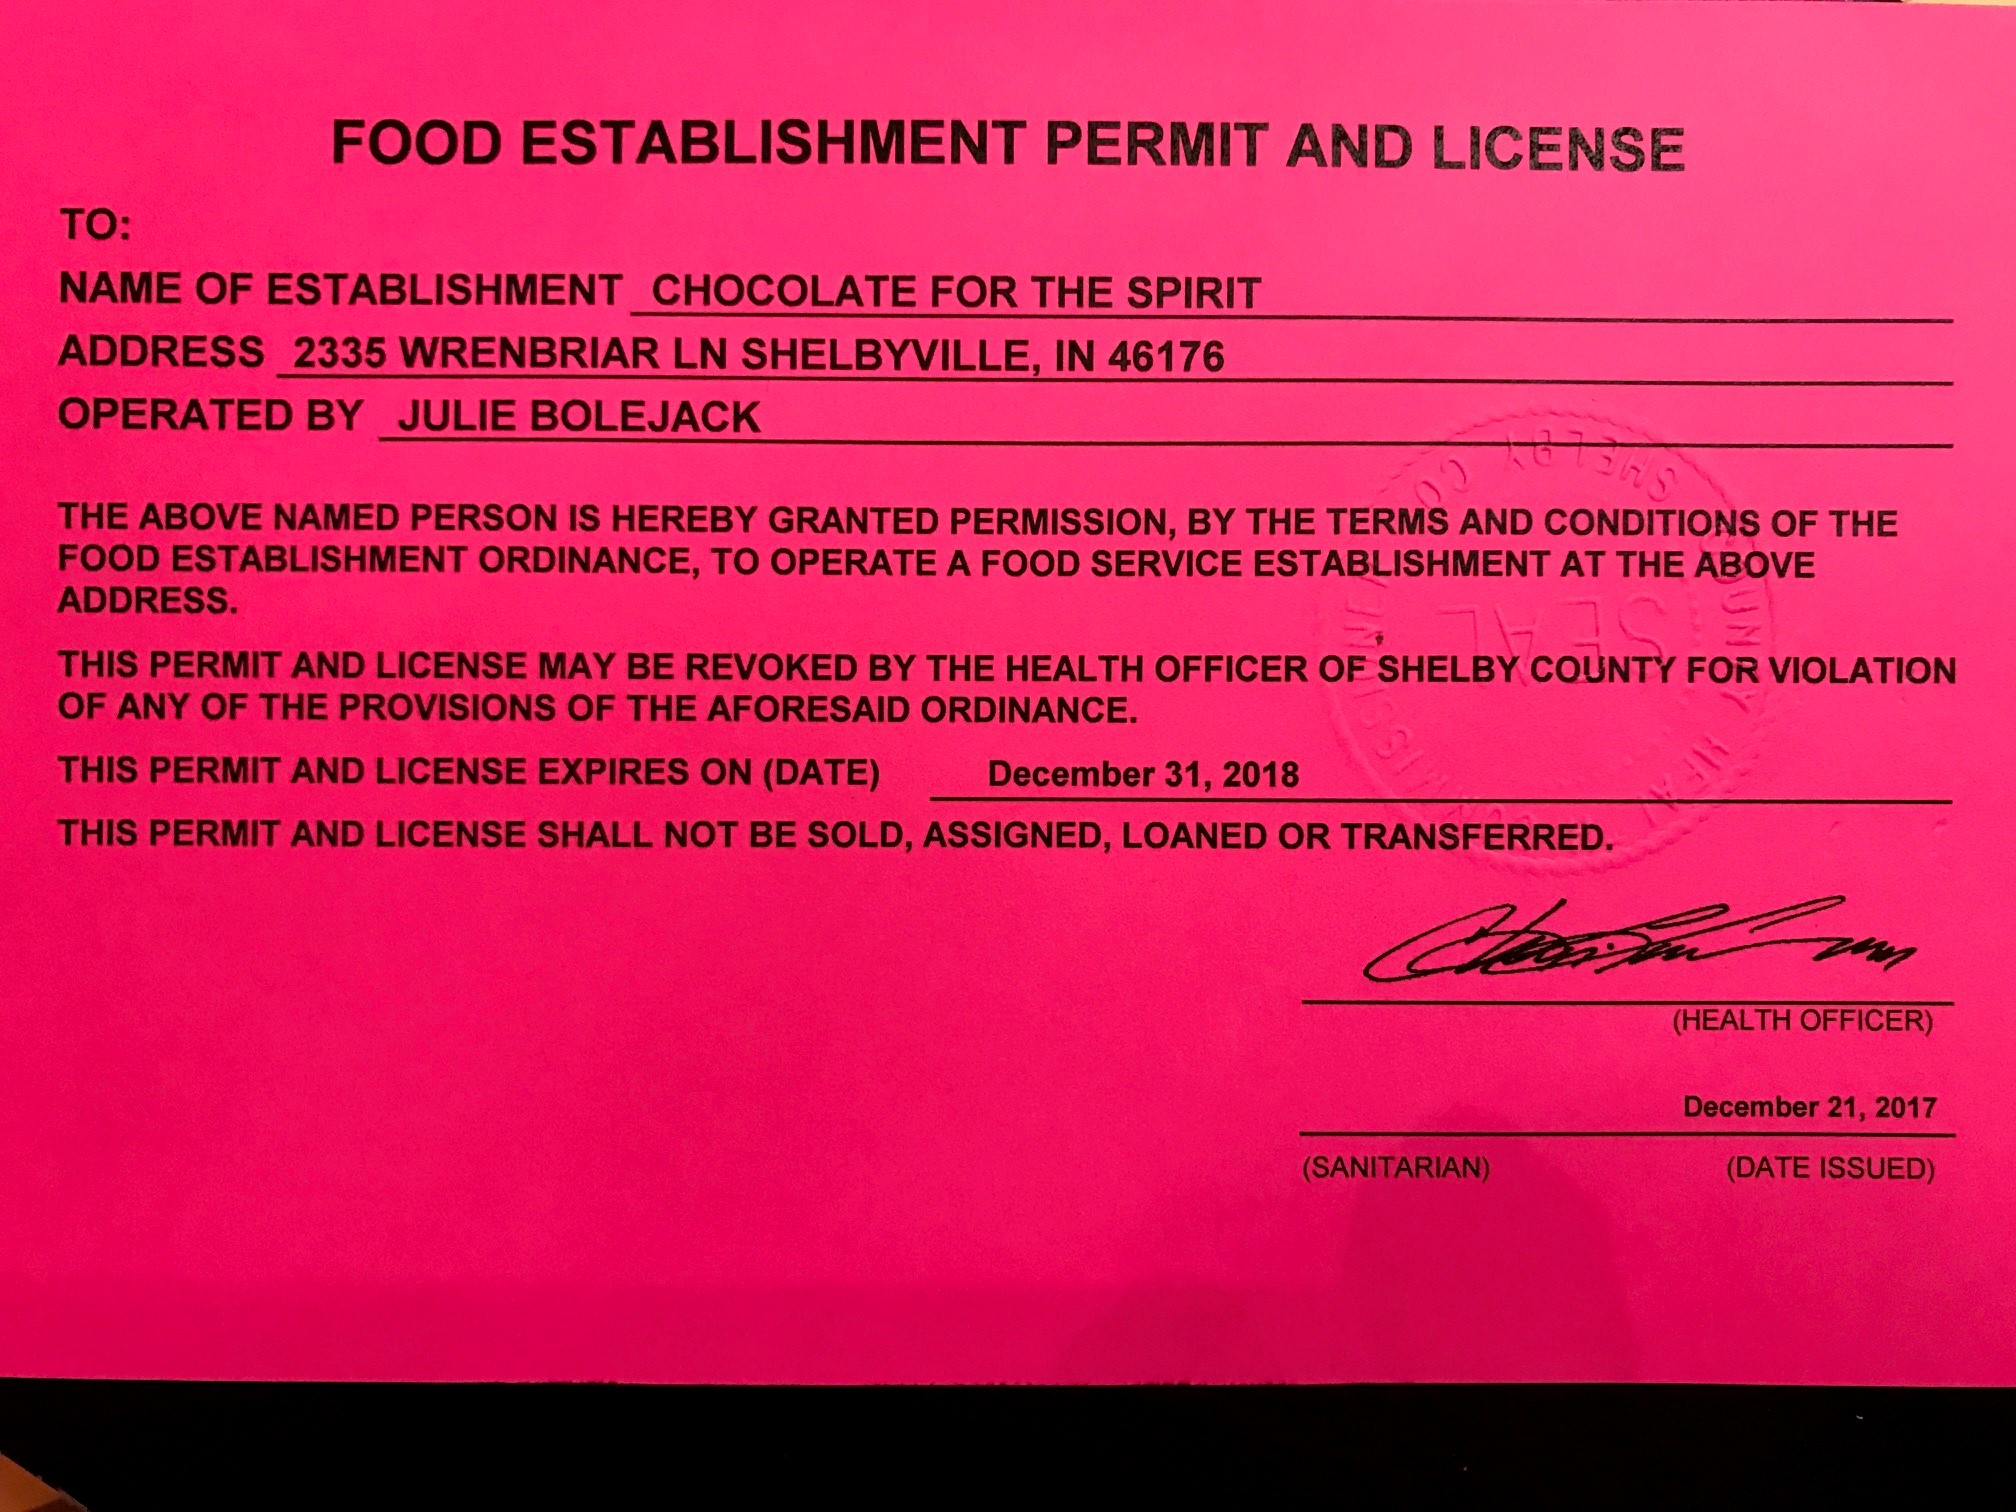 FOOD ESTABLISHMENT PERMIT AND LICENSE
TO:
NAME OF ESTABLISHMENT CHOCOLATE FOR THE SPIRIT
ADDRESS 2335 WRENBRIAR LN SHELBYVILLE, IN 46176
OPERATED BY JULIE BOLEJACK
THE ABOVE NAMED PERSON IS HEREBY GRANTED PERMISSION, BY THE TERMS AND CONDITIONS OF THE
FOOD ESTABLISHMENT ORDINANCE, TO OPERATE A FOOD SERVICE ESTABLISHMENT AT THE ABOVE
ADDRESS.
THIS PERMIT AND LICENSE MAY BE REVOKED BY THE HEALTH OFFICER OF SHELBY COUNTY FOR VIOLATION
OF ANY OF THE PROVISIONS OF THE AFORESAID ORDINANCE.
THIS PERMIT AND LICENSE EXPIRES ON (DATE) December 31, 2018
THIS PERMIT AND LICENSE SHALL NOT BE SOLD, ASSIGNED, LOANED OR TRANSFERRED.
SHELBY
SEAL
(HEALTH OFFICER)
December 21, 2017
(SANITARIAN) (DATE ISSUED)